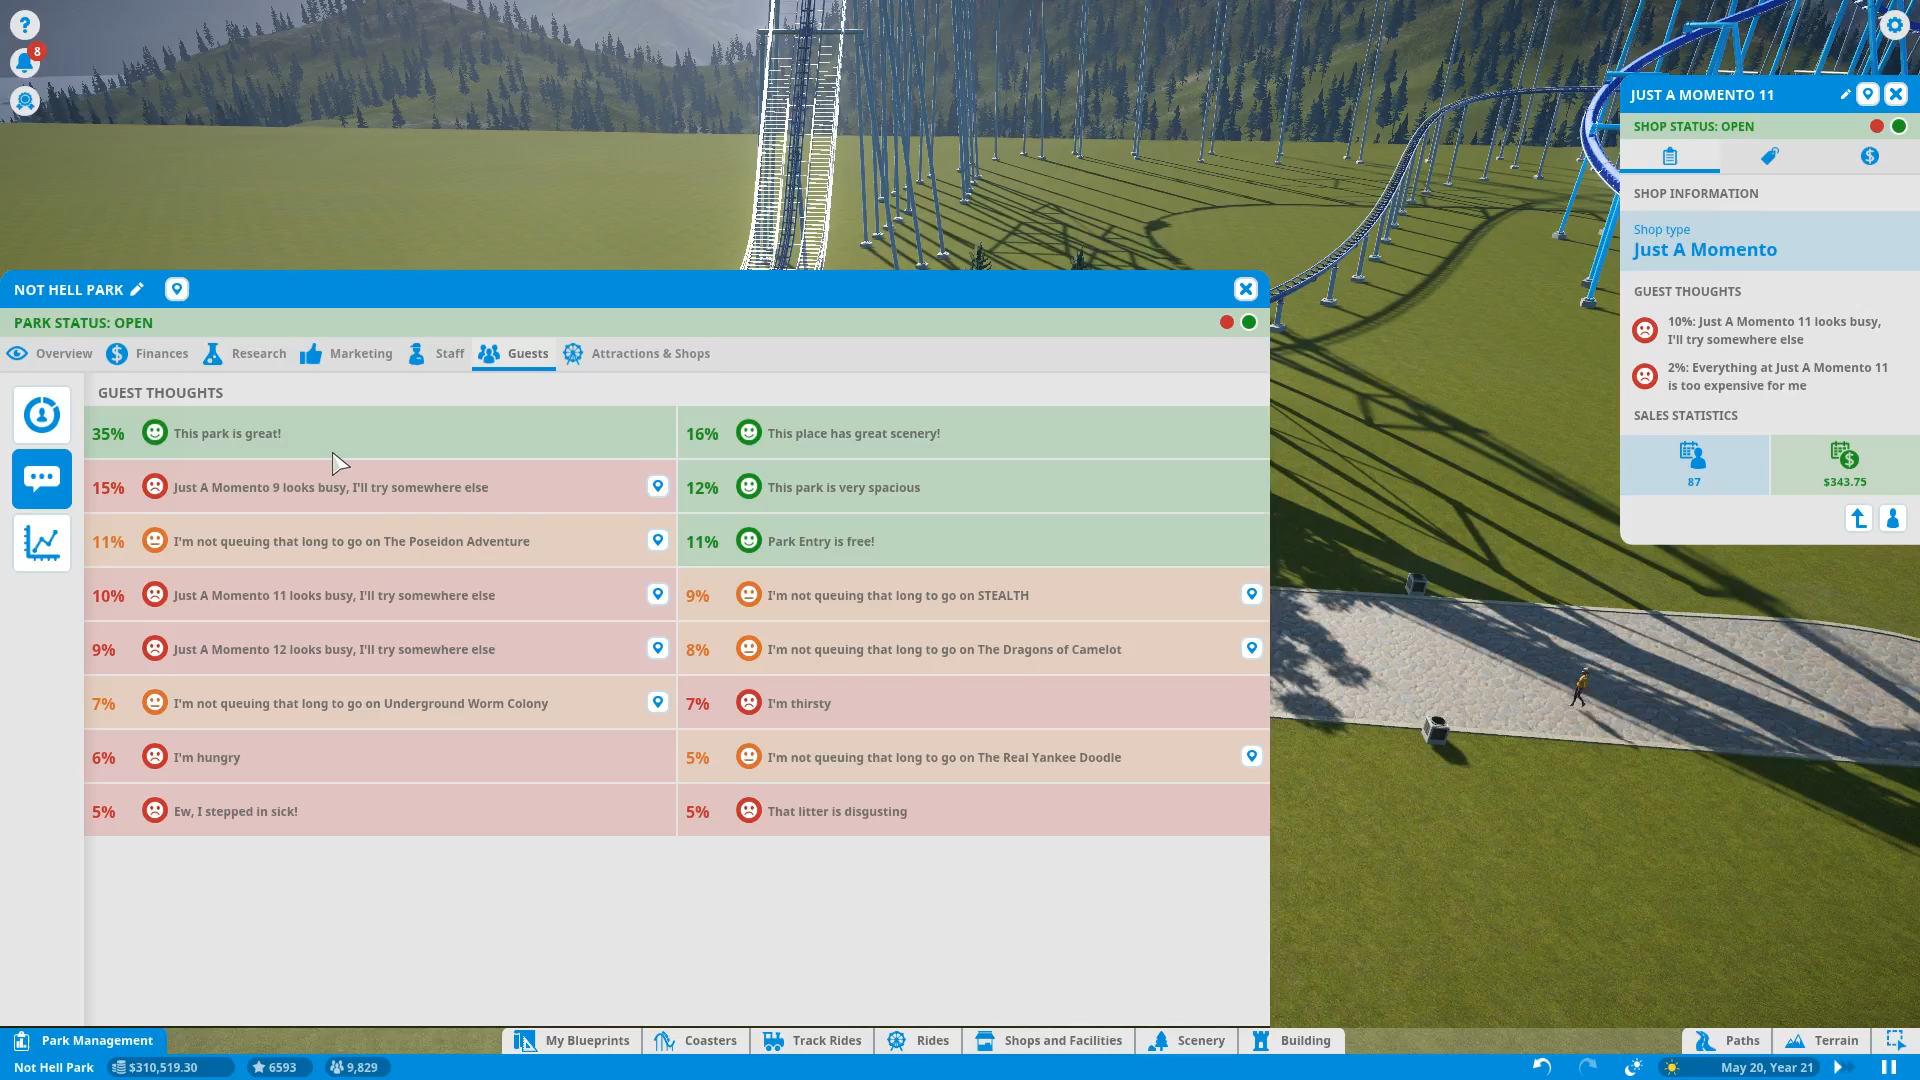 ?
8
JUST A MOMENTO 11
SHOP STATUS: OPEN
SHOP INFORMATION
Shop type
Just A Momento
GUEST THOUGHTS
10%: Just A Momento 11 looks busy,
I'll try somewhere else
2%: Everything at Just A Momento 11
is too expensive for me
SALES STATISTICS
87
$343.75
NOT HELL PARK
PARK STATUS: OPEN
Overview
Finances
Research
Marketing
Staff
Guests
Attractions & Shops
GUEST THOUGHTS
35% This park is great!
16% This place has great scenery!
15% Just A Momento 9 looks busy, I'll try somewhere else
12% This park is very spacious
11% I'm not queuing that long to go on The Poseidon Adventure
11% Park Entry is free!
10% Just A Momento 11 looks busy, I'll try somewhere else
9% I'm not queuing that long to go on STEALTH
9% Just A Momento 12 looks busy, I'll try somewhere else
8% I'm not queuing that long to go on The Dragons of Camelot
7% I'm not queuing that long to go on Underground Worm Colony
7% I'm thirsty
6% I'm hungry
5% I'm not queuing that long to go on The Real Yankee Doodle
5% Ew, I stepped in sick!
5% That litter is disgusting
Park Management
My Blueprints
Coasters
Track Rides
Rides
Shops and Facilities
Scenery
Building
Paths
Terrain
Not Hell Park
$310,519.30
6593
9,829
May 20, Year 21